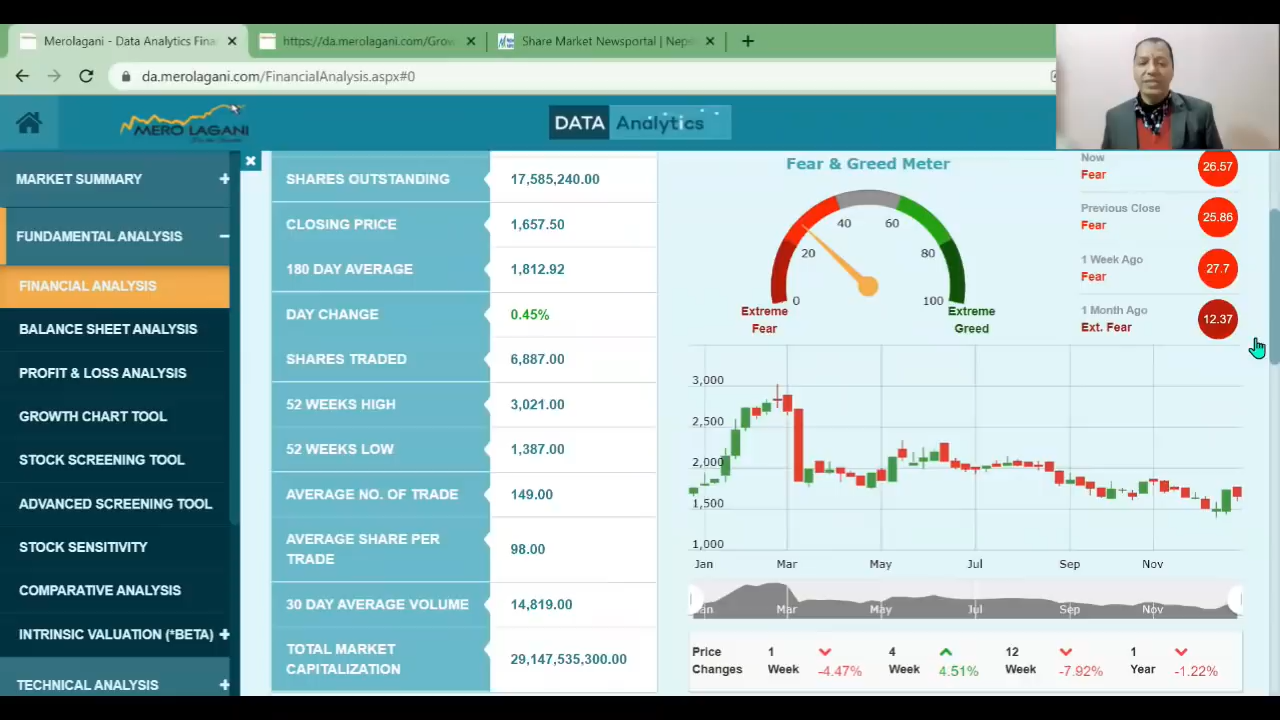 Merolagani - Data Analytics Fina
https://da.merolagani.com/Grow
Share Market Newsportal | Neps
da.merolagani.com/FinancialAnalysis.aspx#0
MERO LAGANI
DATA Analytics
MARKET SUMMARY +
FUNDAMENTAL ANALYSIS −
FINANCIAL ANALYSIS
BALANCE SHEET ANALYSIS
PROFIT & LOSS ANALYSIS
GROWTH CHART TOOL
STOCK SCREENING TOOL
ADVANCED SCREENING TOOL
STOCK SENSITIVITY
COMPARATIVE ANALYSIS
INTRINSIC VALUATION (*BETA) +
TECHNICAL ANALYSIS +
SHARES OUTSTANDING 17,585,240.00
CLOSING PRICE 1,657.50
180 DAY AVERAGE 1,812.92
DAY CHANGE 0.45%
SHARES TRADED 6,887.00
52 WEEKS HIGH 3,021.00
52 WEEKS LOW 1,387.00
AVERAGE NO. OF TRADE 149.00
AVERAGE SHARE PER
TRADE 98.00
30 DAY AVERAGE VOLUME 14,819.00
TOTAL MARKET
CAPITALIZATION 29,147,535,300.00
Fear & Greed Meter
0 20 40 60 80 100
Extreme
Fear
Extreme
Greed
Now
Fear 26.57
Previous Close
Fear 25.86
1 Week Ago
Fear 27.7
1 Month Ago
Ext. Fear 12.37
3,000
2,500
2,000
1,500
1,000
Jan Mar May Jul Sep Nov
Jan Mar May Jul Sep Nov
Price
Changes
1
Week -4.47%
4
Week 4.51%
12
Week -7.92%
1
Year -1.22%